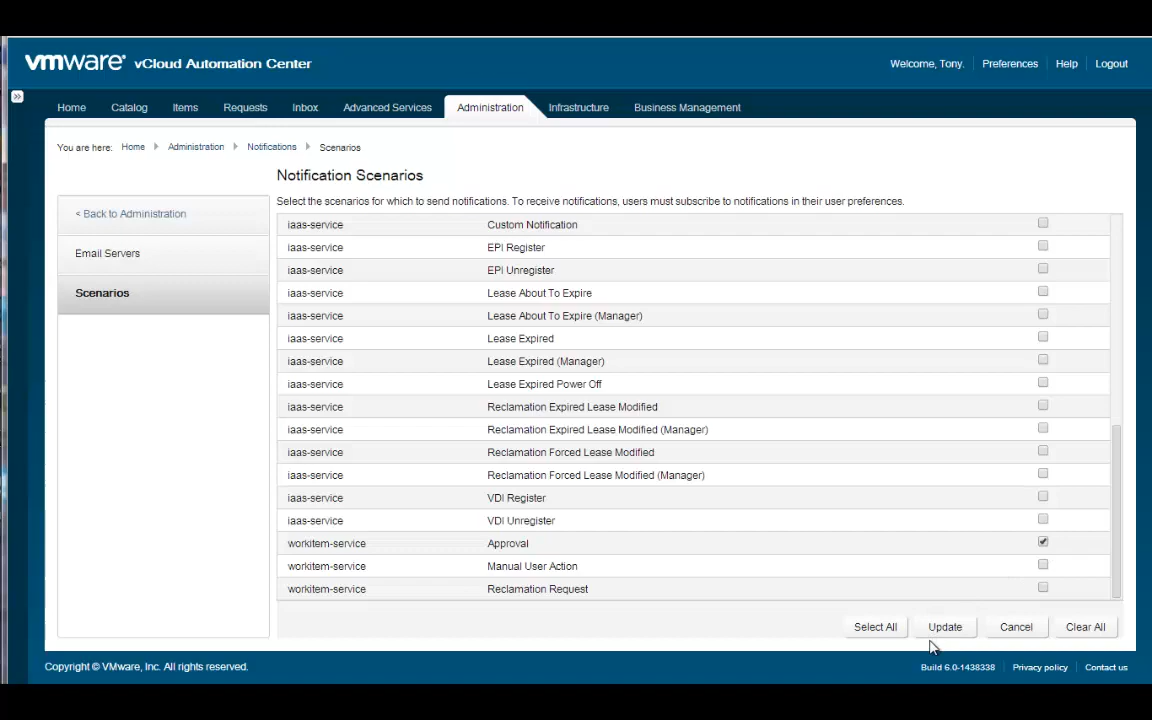 vmware® vCloud Automation Center
Welcome, Tony. Preferences Help Logout
Home Catalog Items Requests Inbox Advanced Services Administration Infrastructure Business Management
You are here: Home Administration Notifications Scenarios
Notification Scenarios
Select the scenarios for which to send notifications. To receive notifications, users must subscribe to notifications in their user preferences.
< Back to Administration
Email Servers
Scenarios
iaas-service Custom Notification
iaas-service EPI Register
iaas-service EPI Unregister
iaas-service Lease About To Expire
iaas-service Lease About To Expire (Manager)
iaas-service Lease Expired
iaas-service Lease Expired (Manager)
iaas-service Lease Expired Power Off
iaas-service Reclamation Expired Lease Modified
iaas-service Reclamation Expired Lease Modified (Manager)
iaas-service Reclamation Forced Lease Modified
iaas-service Reclamation Forced Lease Modified (Manager)
iaas-service VDI Register
iaas-service VDI Unregister
workitem-service Approval
workitem-service Manual User Action
workitem-service Reclamation Request
Select All Update Cancel Clear All
Copyright © VMware, Inc. All rights reserved.
Build 6.0-1438338 Privacy policy Contact us